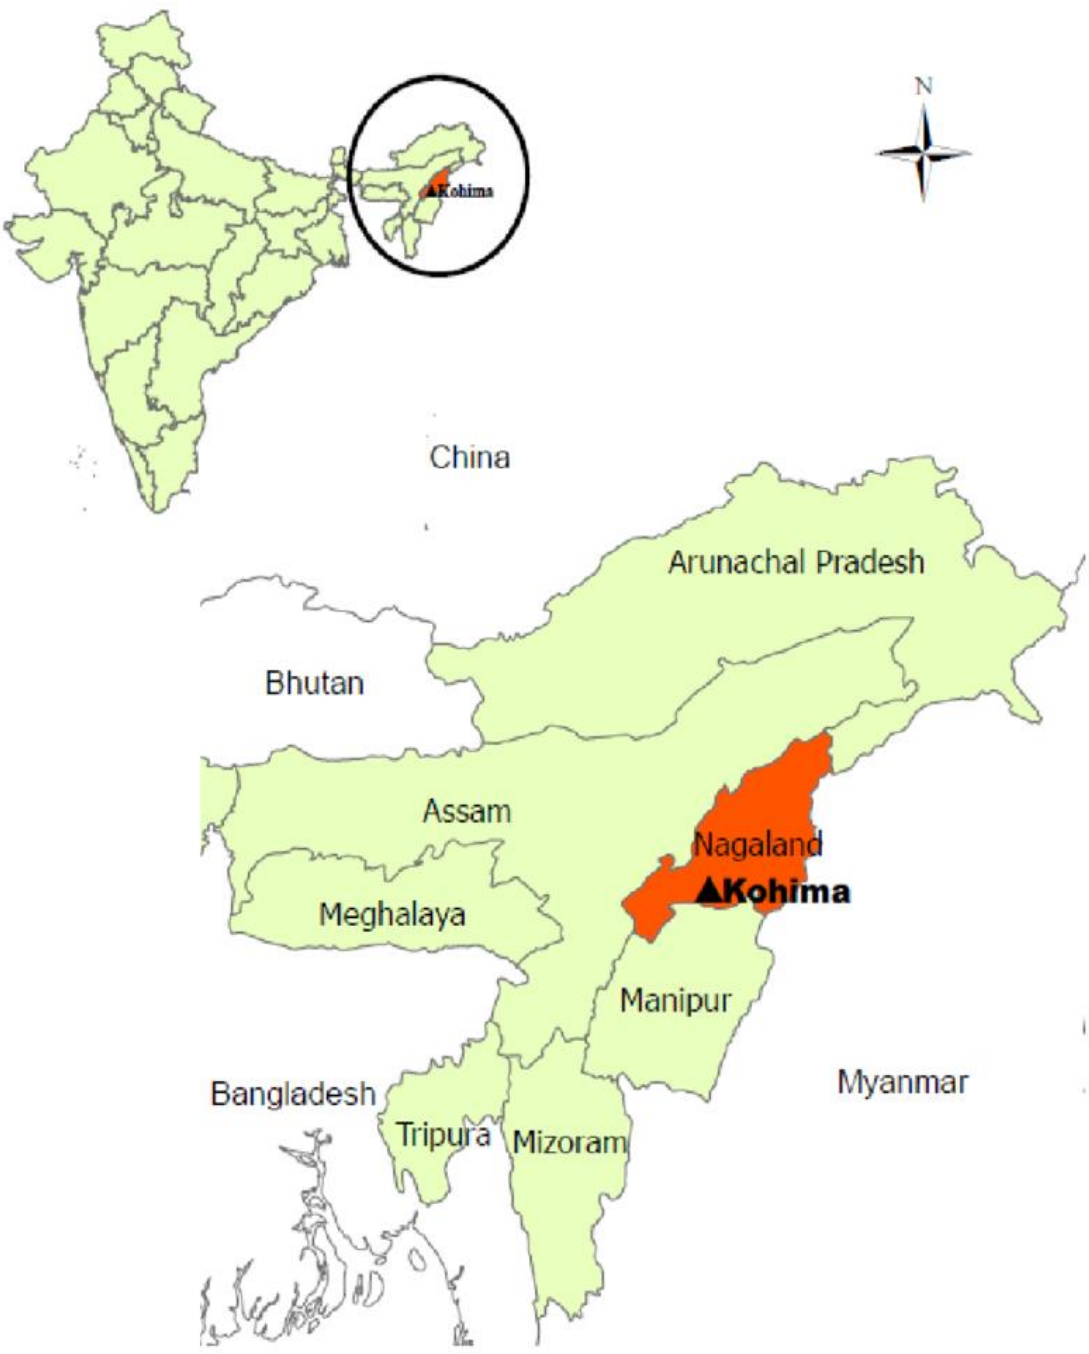 N
Kohima
China
Arunachal Pradesh
Bhutan
Assam
Nagaland
Kohima
Meghalaya
Manipur
Myanmar
Bangladesh
Tripura
Mizoram